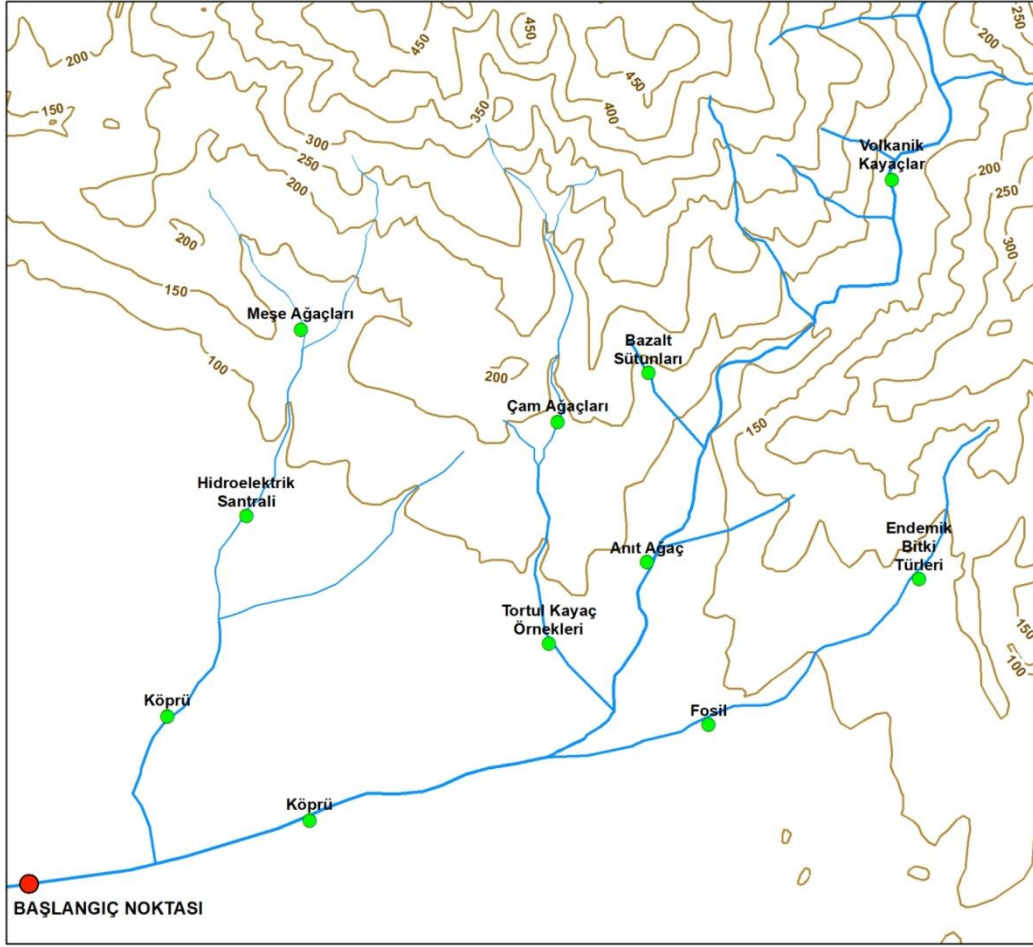 450
450
250
200
200
450
350
400
150
300
250
200
Volkanik
Kayaçlar
200
250
200
300
150
Meşe Ağaçları
Bazalt
Sütunları
100
200
Çam Ağaçları
150
Hidroelektrik
Santrali
Endemik
Bitki
Türleri
Anıt Ağaç
Tortul Kayaç
Örnekleri
150
100
Köprü
Fosil
Köprü
BAŞLANGIÇ NOKTASI